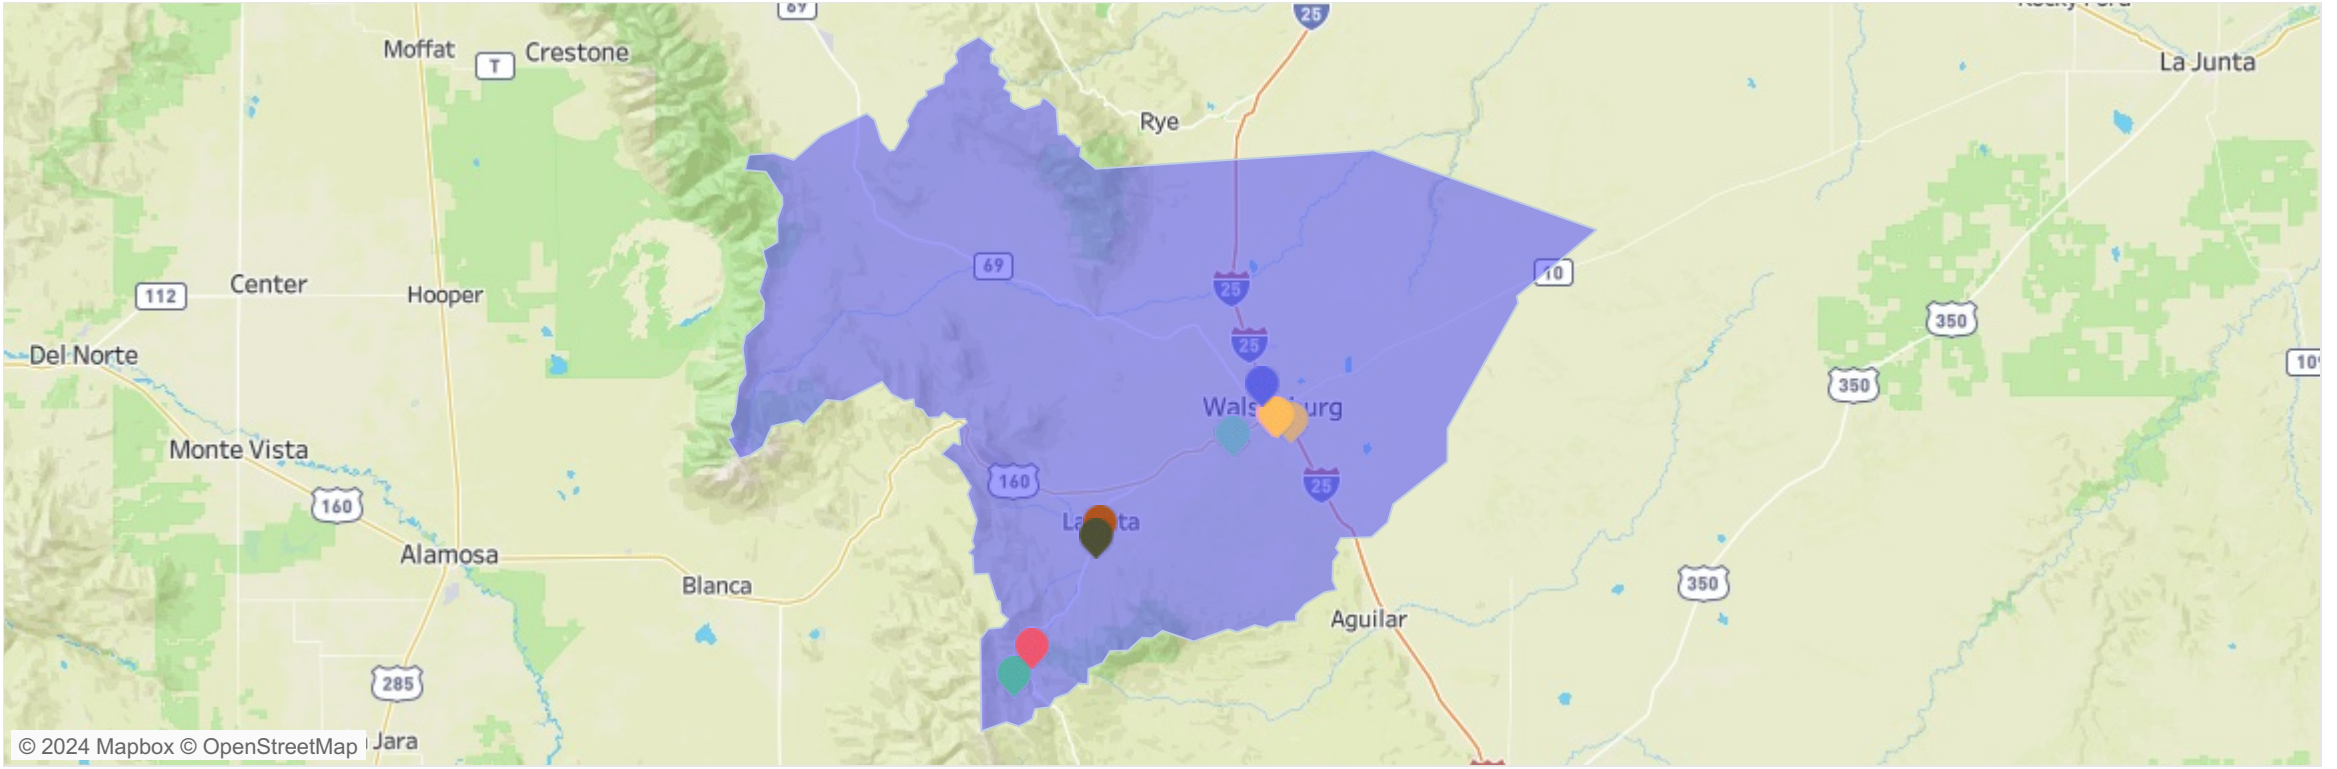 69
25
Moffat
T
Crestone
La Junta
Rye
69
25
10
112
Center
Hooper
350
25
Del Norte
350
Monte Vista
160
160
25
Alamosa
Blanca
350
Aguilar
285
© 2024 Mapbox © OpenStreetMap
Jara